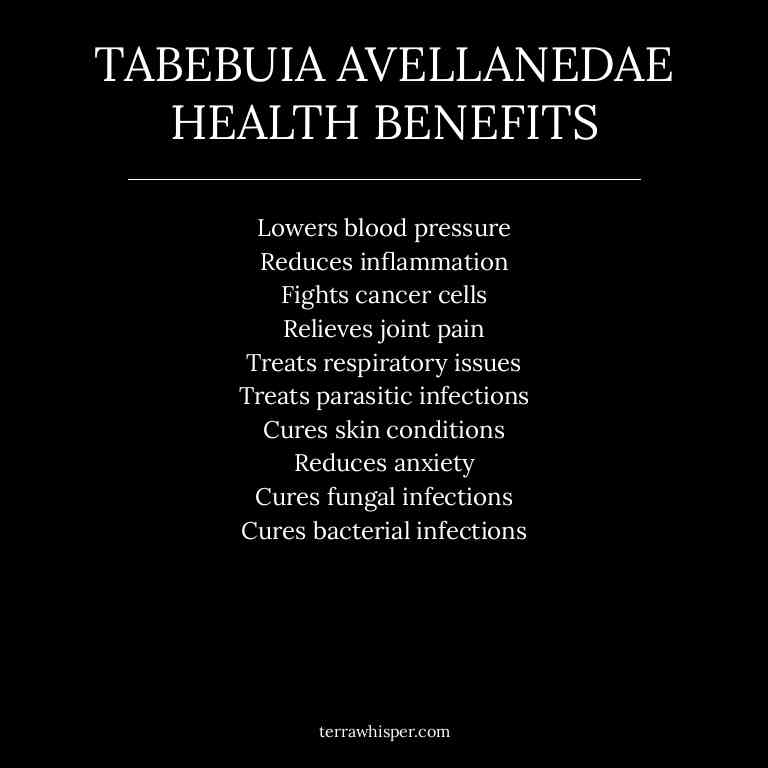 TABEBUIA AVELLANEDAE
HEALTH BENEFITS
Lowers blood pressure
Reduces inflammation
Fights cancer cells
Relieves joint pain
Treats respiratory issues
Treats parasitic infections
Cures skin conditions
Reduces anxiety
Cures fungal infections
Cures bacterial infections
terrawhisper.com